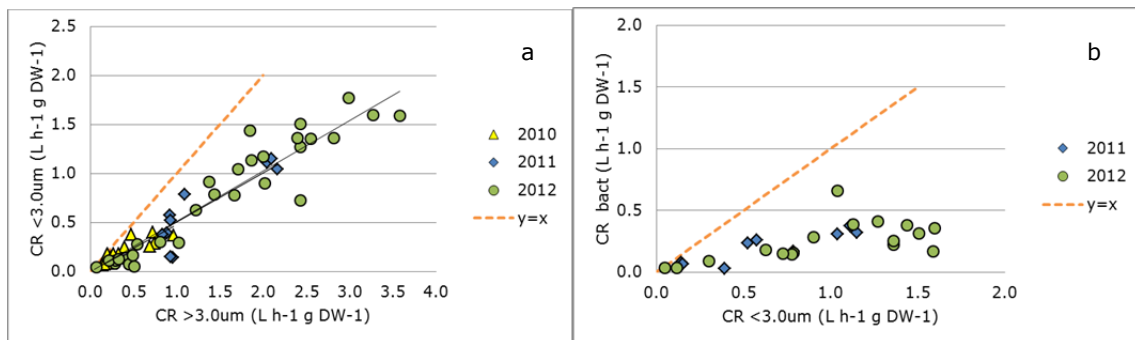 a
2.5
2.0
1.5
1.0
0.5
0.0
CR <3.0um (L h-1 g DW-1)
0.0 0.5 1.0 1.5 2.0 2.5 3.0 3.5 4.0
CR >3.0um (L h-1 g DW-1)
2010
2011
2012
y=x
b
2.0
1.5
1.0
0.5
0.0
CR bact (L h-1 g DW-1)
0.0 0.5 1.0 1.5 2.0
CR <3.0um (L h-1 g DW-1)
2011
2012
y=x